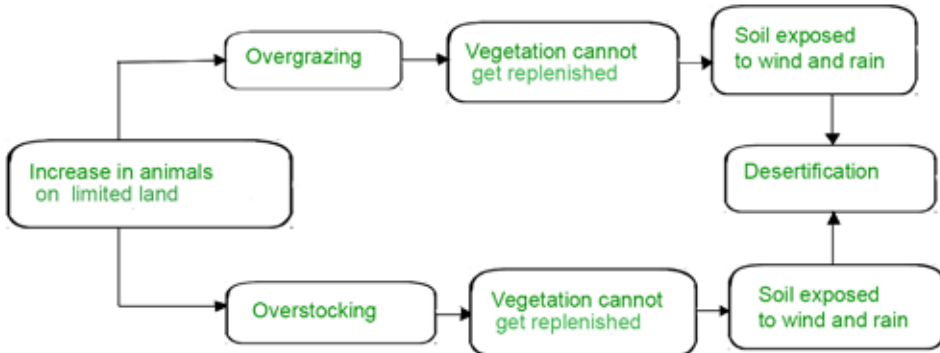 Overgrazing
Vegetation cannot
get replenished
Soil exposed
to wind and rain
Increase in animals
on limited land
Desertification
Overstocking
Vegetation cannot
get replenished
Soil exposed
to wind and rain